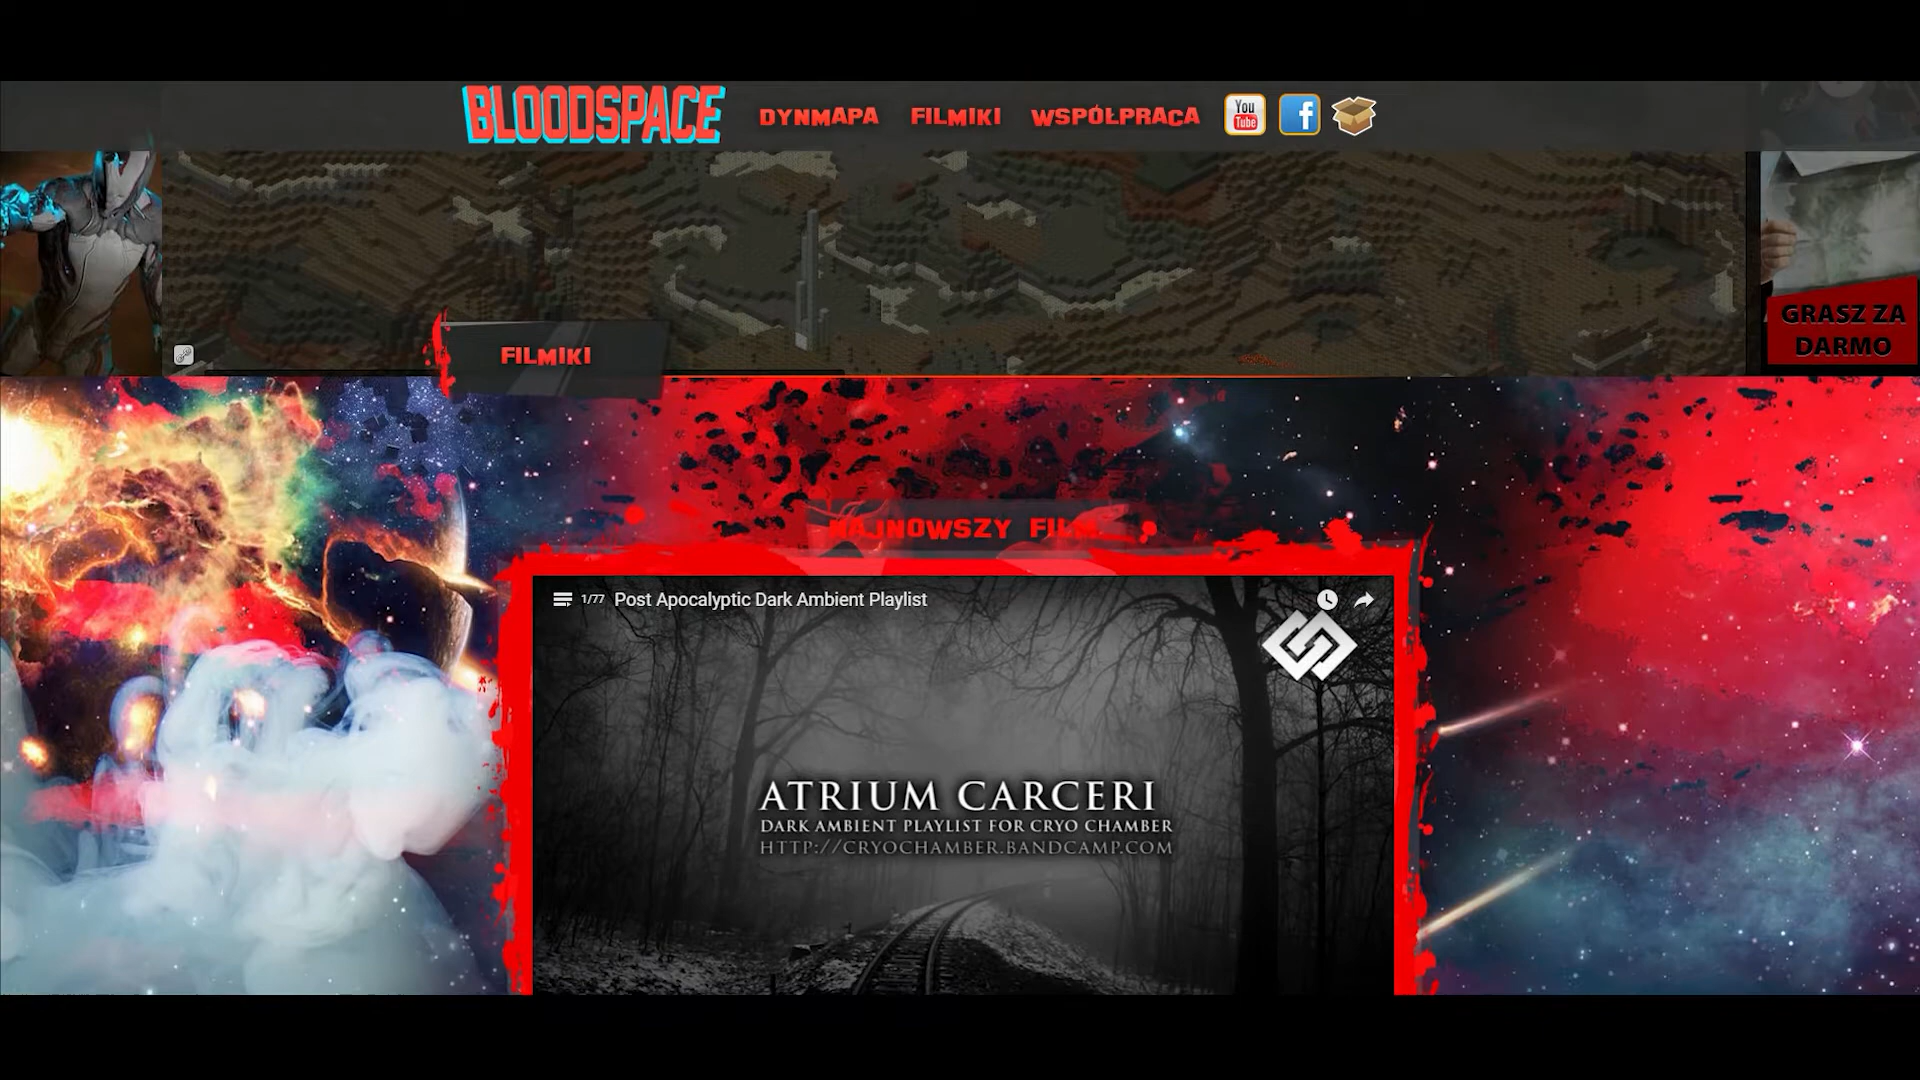 BLOODSPACE
DYNMAPA FILMIKI WSPÓŁPRACA You Tube f
GRASZ ZA
DARMO
FILMIKI
NAJNOWSZY FILM
1/77 Post Apocalyptic Dark Ambient Playlist
ATRIUM CARCERI
DARK AMBIENT PLAYLIST FOR CRYO CHAMBER
HTTP://CRYOCHAMBER.BANDCAMP.COM